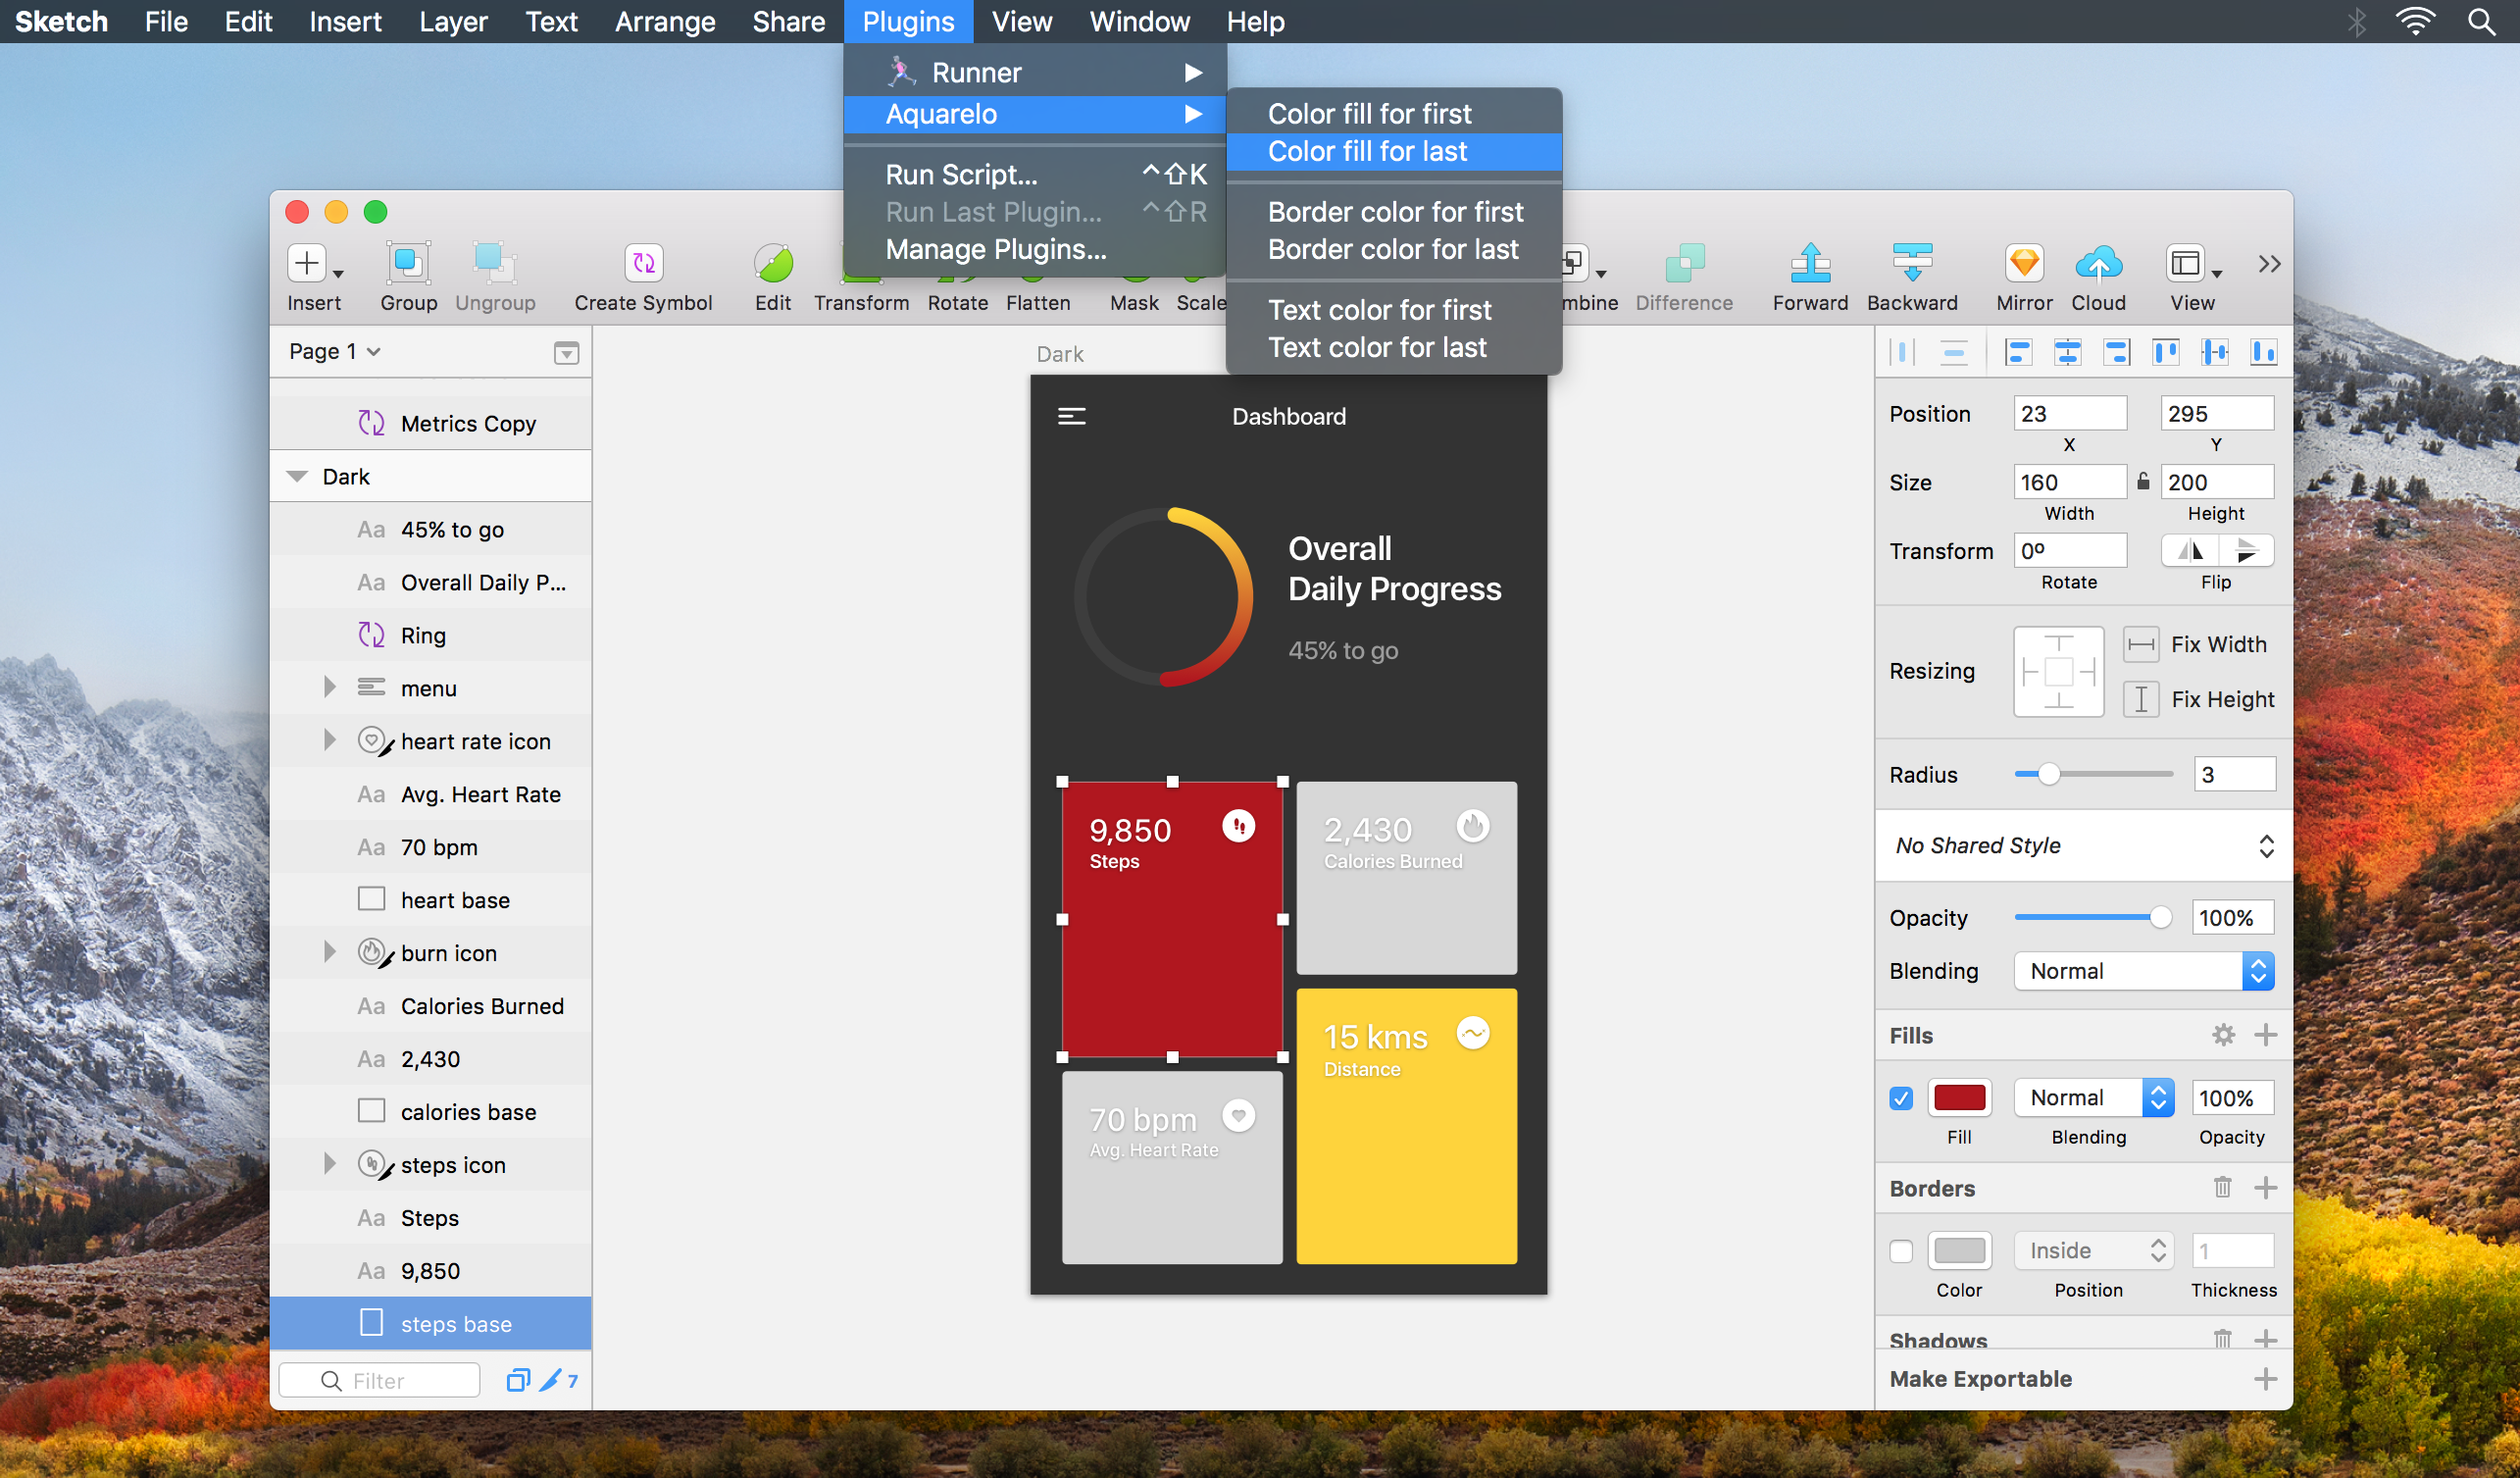 Sketch File Edit Insert Layer Text Arrange Share Plugins View Window Help
Runner
Aquarelo
Run Script... ^⇧K
Run Last Plugin... ^⇧R
Manage Plugins...
Color fill for first
Color fill for last
Border color for first
Border color for last
Text color for first
Text color for last
Insert Group Ungroup Create Symbol Edit Transform Rotate Flatten Mask Scale mbine Difference Forward Backward Mirror Cloud View
Page 1
Metrics Copy
Dark
Aa 45% to go
Aa Overall Daily P...
Ring
menu
heart rate icon
Aa Avg. Heart Rate
Aa 70 bpm
heart base
burn icon
Aa Calories Burned
Aa 2,430
calories base
steps icon
Aa Steps
Aa 9,850
steps base
Filter 7
Dark
Dashboard
Overall
Daily Progress
45% to go
9,850
Steps
2,430
Calories Burned
15 kms
Distance
70 bpm
Avg. Heart Rate
Position 23 295
X Y
Size 160 200
Width Height
Transform 0º
Rotate Flip
Resizing
Fix Width
Fix Height
Radius 3
No Shared Style
Opacity 100%
Blending Normal
Fills
Normal 100%
Fill Blending Opacity
Borders
Inside 1
Color Position Thickness
Shadows
Make Exportable